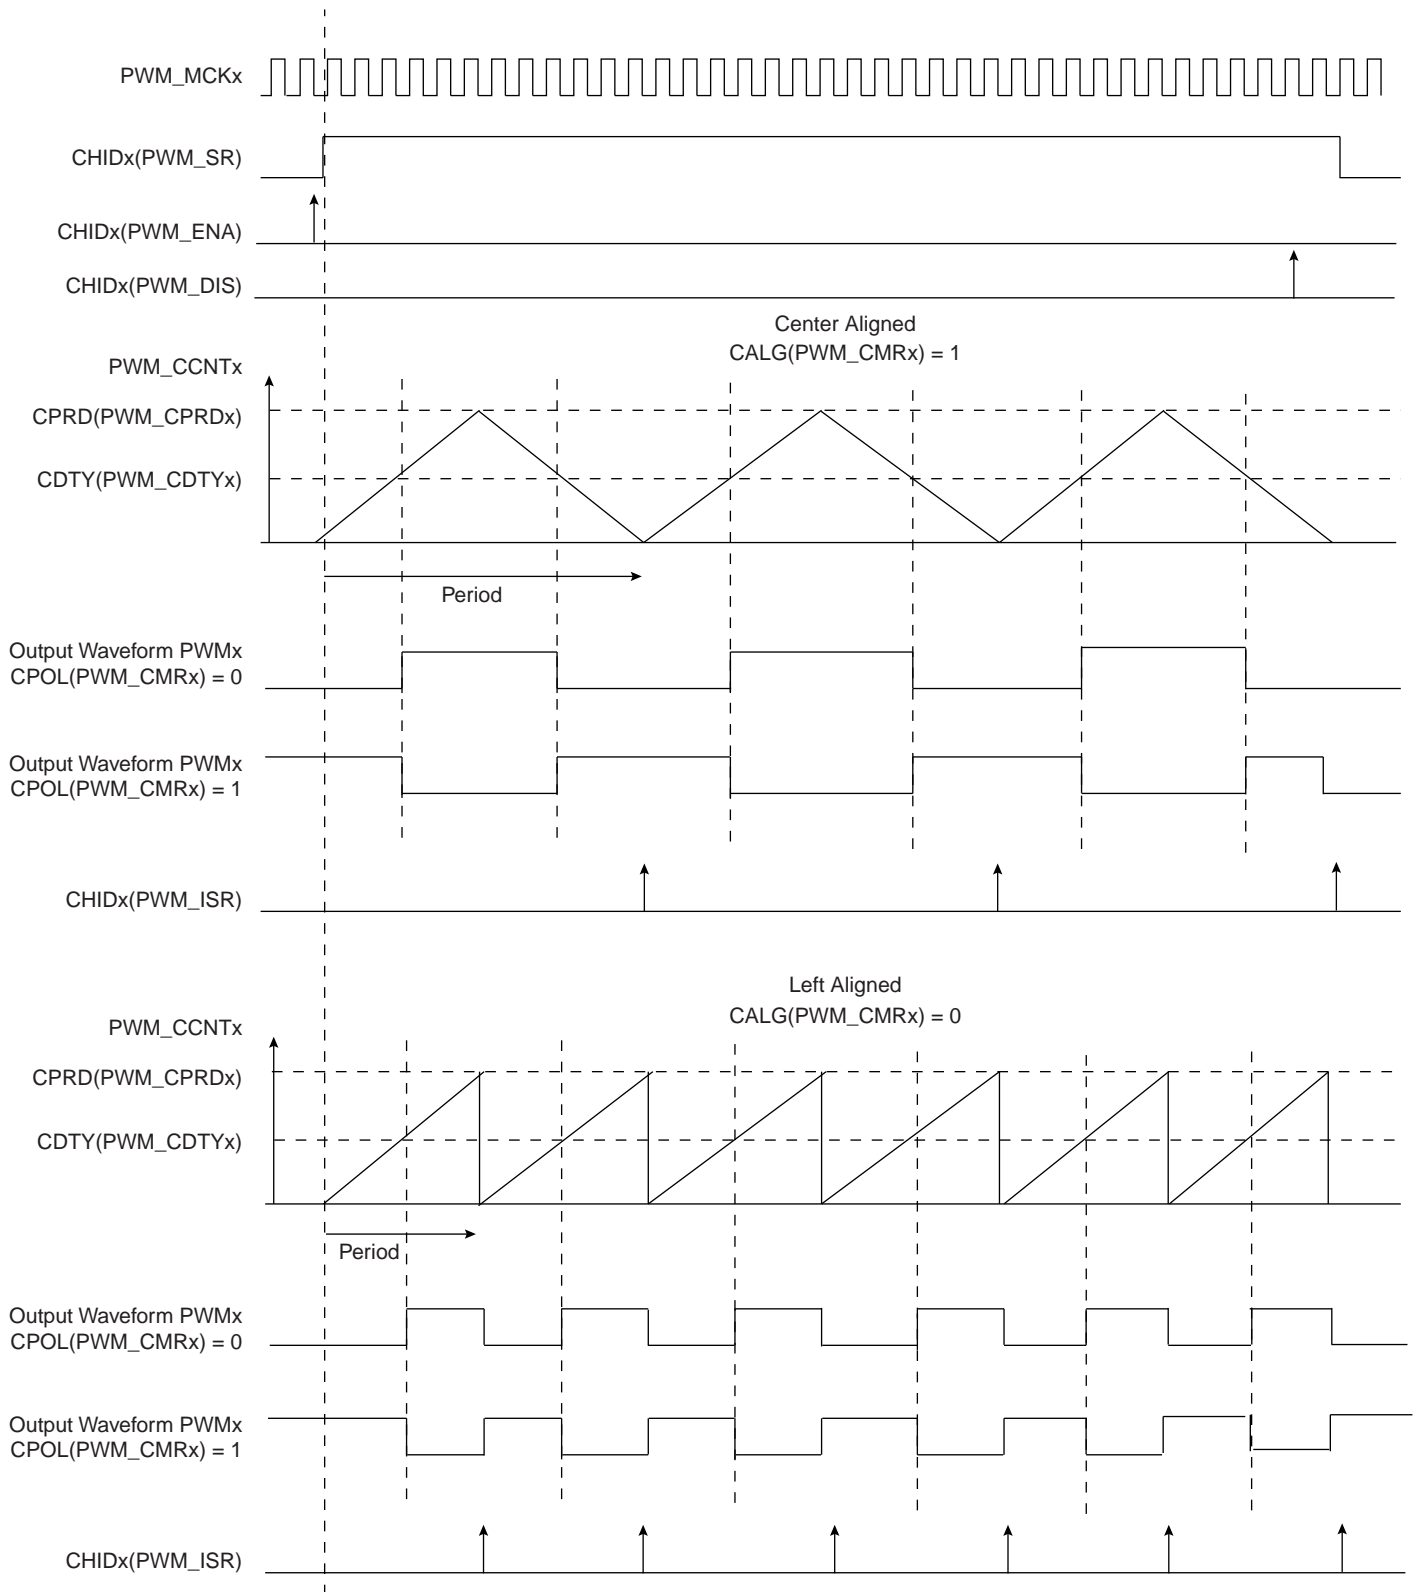 PWM_MCKx
CHIDx(PWM_SR)
CHIDx(PWM_ENA)
CHIDx(PWM_DIS)
Center Aligned
CALG(PWM_CMRx) = 1
PWM_CCNTx
CPRD(PWM_CPRDx)
CDTY(PWM_CDTYx)
Period
Output Waveform PWMx
CPOL(PWM_CMRx) = 0
Output Waveform PWMx
CPOL(PWM_CMRx) = 1
CHIDx(PWM_ISR)
Left Aligned
CALG(PWM_CMRx) = 0
PWM_CCNTx
CPRD(PWM_CPRDx)
CDTY(PWM_CDTYx)
Period
Output Waveform PWMx
CPOL(PWM_CMRx) = 0
Output Waveform PWMx
CPOL(PWM_CMRx) = 1
CHIDx(PWM_ISR)